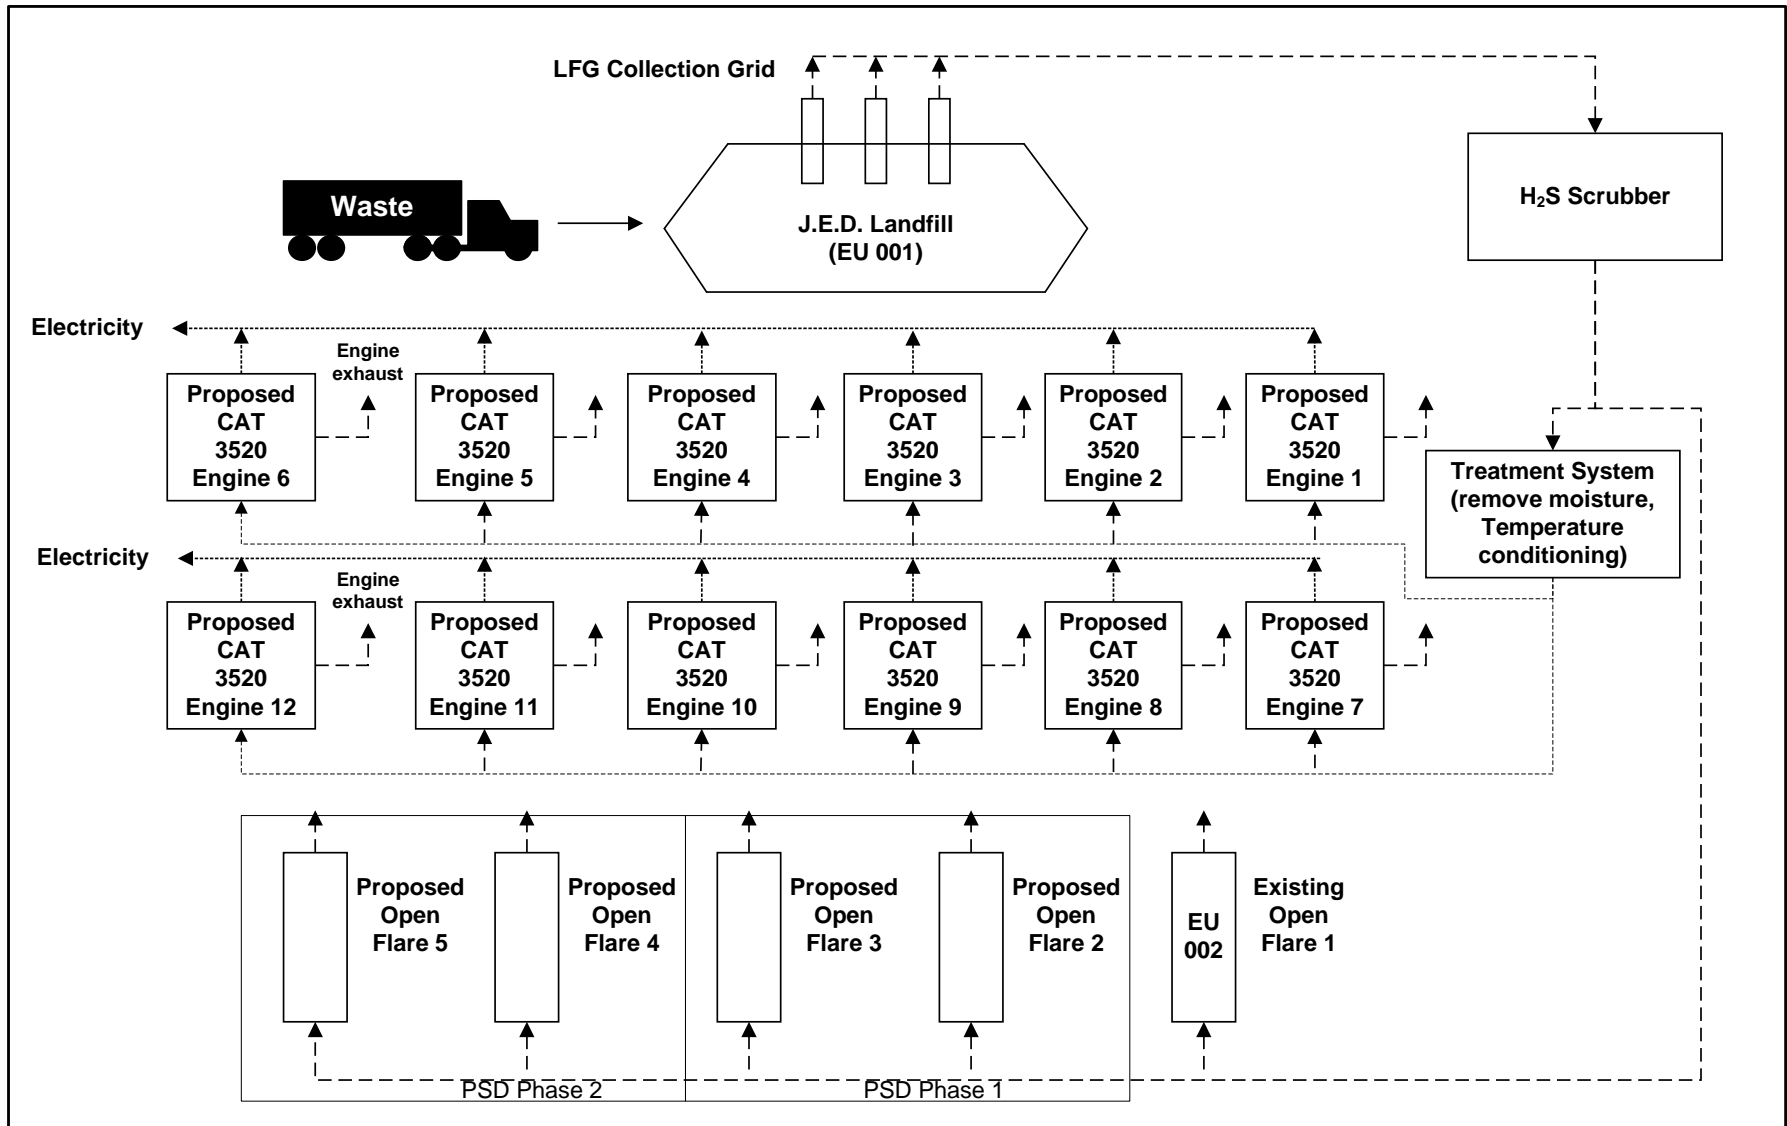 LFG Collection Grid
Waste
J.E.D. Landfill
(EU 001)
H₂S Scrubber
Electricity
Engine
exhaust
Proposed
CAT
3520
Engine 6
Proposed
CAT
3520
Engine 5
Proposed
CAT
3520
Engine 4
Proposed
CAT
3520
Engine 3
Proposed
CAT
3520
Engine 2
Proposed
CAT
3520
Engine 1
Treatment System
(remove moisture,
Temperature
conditioning)
Electricity
Engine
exhaust
Proposed
CAT
3520
Engine 12
Proposed
CAT
3520
Engine 11
Proposed
CAT
3520
Engine 10
Proposed
CAT
3520
Engine 9
Proposed
CAT
3520
Engine 8
Proposed
CAT
3520
Engine 7
Proposed
Open
Flare 5
Proposed
Open
Flare 4
Proposed
Open
Flare 3
Proposed
Open
Flare 2
EU
002
Existing
Open
Flare 1
PSD Phase 2
PSD Phase 1